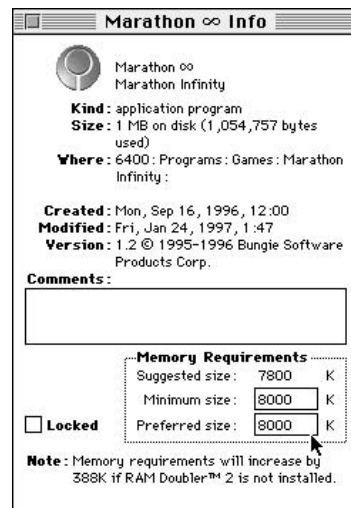 Marathon ∞ Info
Marathon ∞
Marathon Infinity
Kind: application program
Size: 1 MB on disk (1,054,757 bytes
used)
Where: 6400: Programs: Games: Marathon
Infinity:
Created: Mon, Sep 16, 1996, 12:00
Modified: Fri, Jan 24, 1997, 1:47
Version: 1.2 © 1995-1996 Bungie Software
Products Corp.
Comments:
Memory Requirements
Suggested size: 7800 K
Minimum size: 8000 K
Locked Preferred size: 8000 K
Note: Memory requirements will increase by
388K if RAM Doubler™ 2 is not installed.